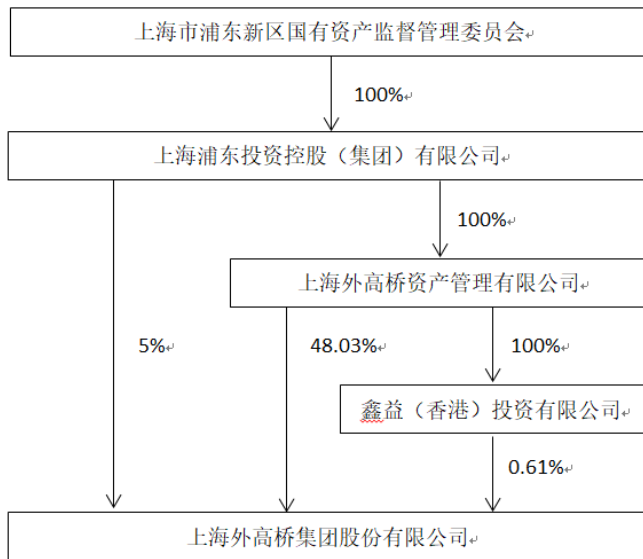 上海市浦东新区国有资产监督管理委员会
100%
上海浦东投资控股（集团）有限公司
100%
上海外高桥资产管理有限公司
5%
48.03%
100%
鑫益（香港）投资有限公司
0.61%
上海外高桥集团股份有限公司